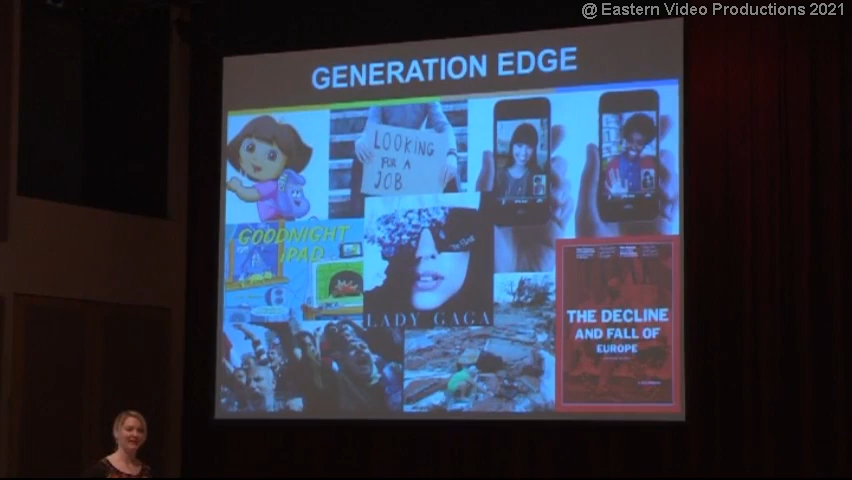 @ Eastern Video Productions 2021
GENERATION EDGE
LOOKING
FOR A
JOB
GOODNIGHT
IPAD
LADY GAGA
THE DECLINE
AND FALL OF
EUROPE